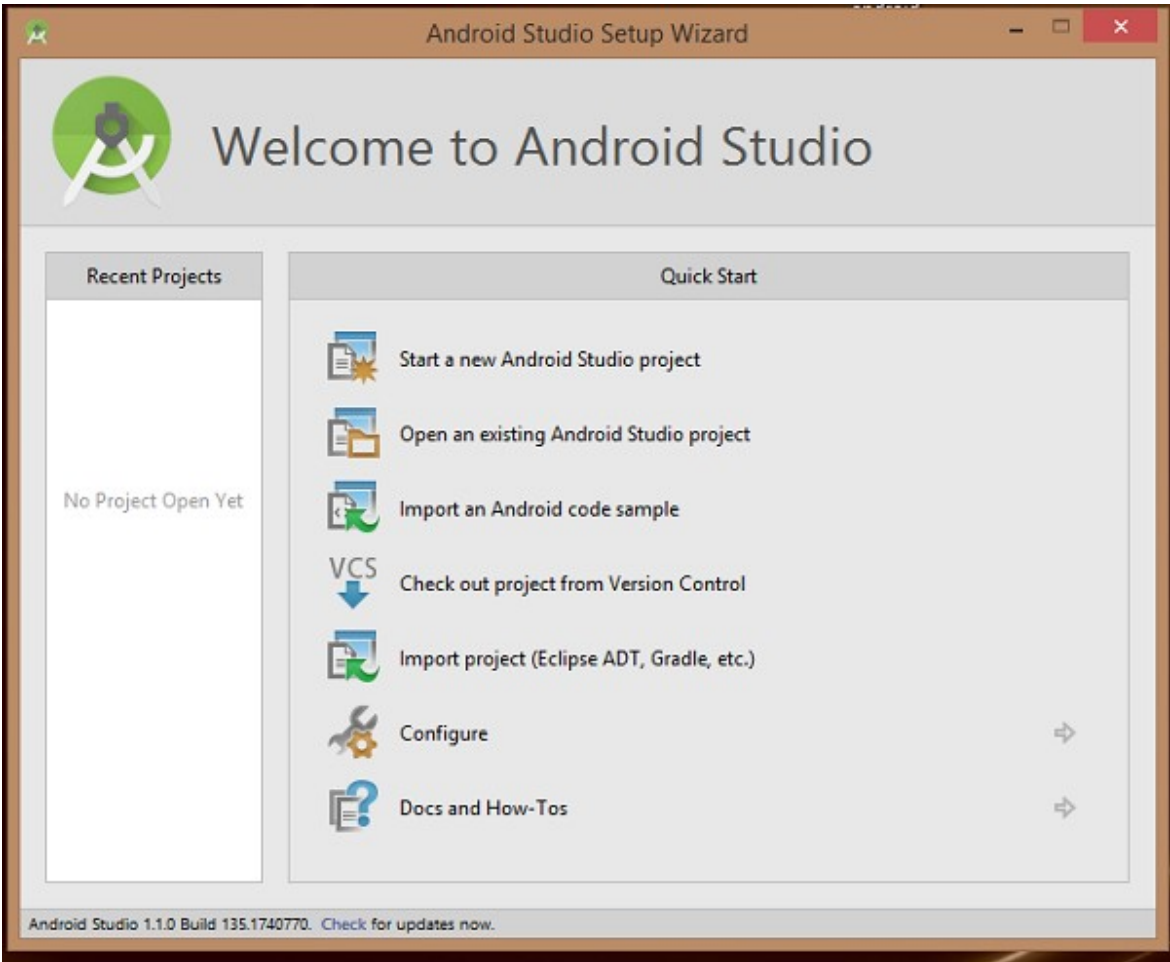 Android Studio Setup Wizard
Welcome to Android Studio
Recent Projects
No Project Open Yet
Quick Start
Start a new Android Studio project
Open an existing Android Studio project
Import an Android code sample
VCS
Check out project from Version Control
Import project (Eclipse ADT, Gradle, etc.)
Configure
Docs and How-Tos
Android Studio 1.1.0 Build 135.1740770. Check for updates now.